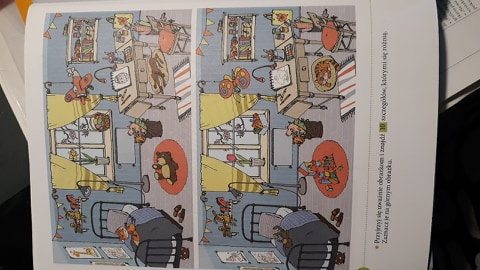 Przyjrzyj się uważnie obrazkom i znajdź 10 szczegółów, którymi się różnią.
Zaznacz je na górnym obrazku.